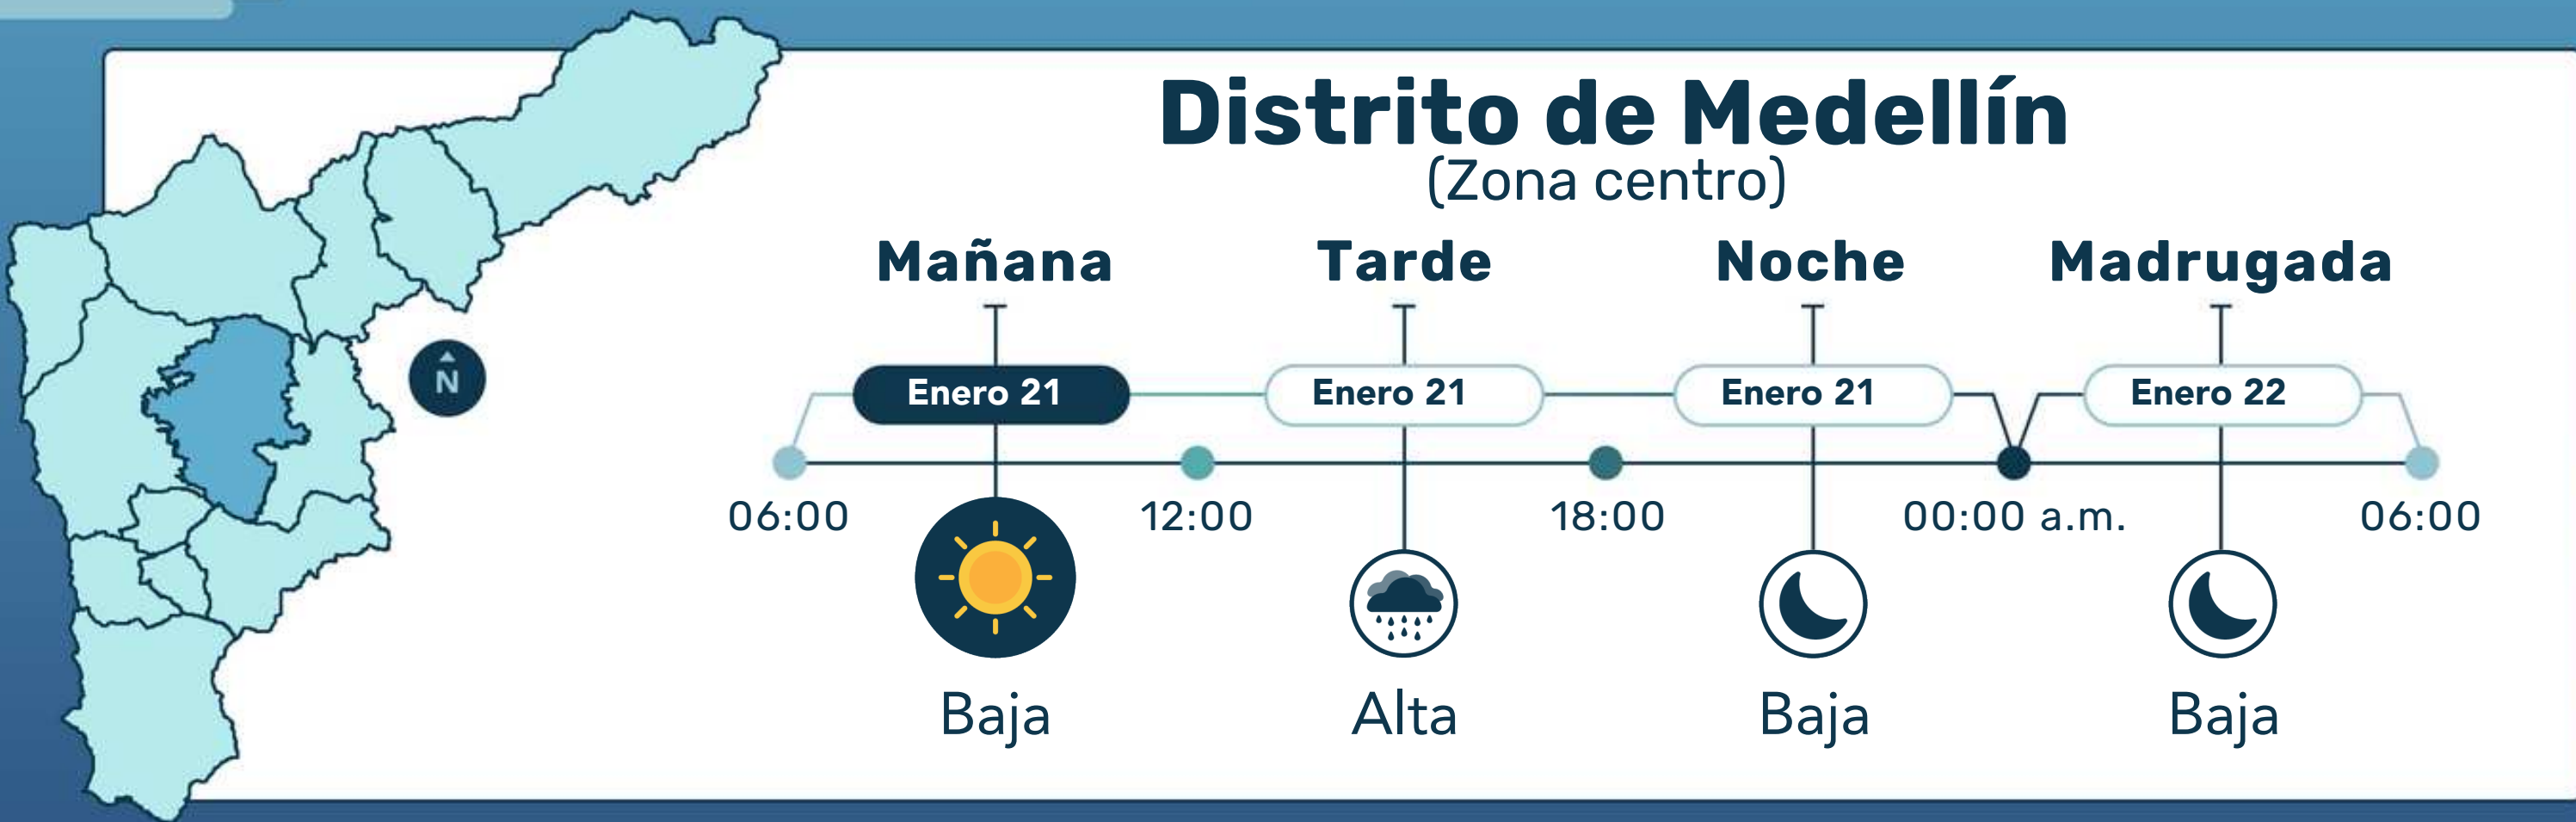 Distrito de Medellín
(Zona centro)
Mañana Tarde Noche Madrugada
N
Enero 21 Enero 21 Enero 21 Enero 22
06:00 12:00 18:00 00:00 a.m. 06:00
Baja Alta Baja Baja